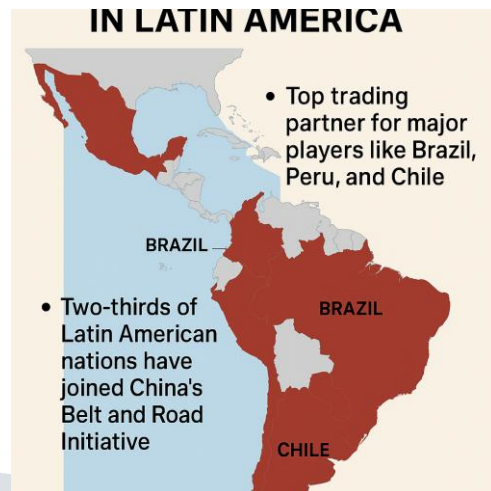 IN LATIN AMERICA
• Top trading
partner for major
players like Brazil,
Peru, and Chile
BRAZIL
BRAZIL
• Two-thirds of
Latin American
nations have
joined China's
Belt and Road
Initiative
CHILE